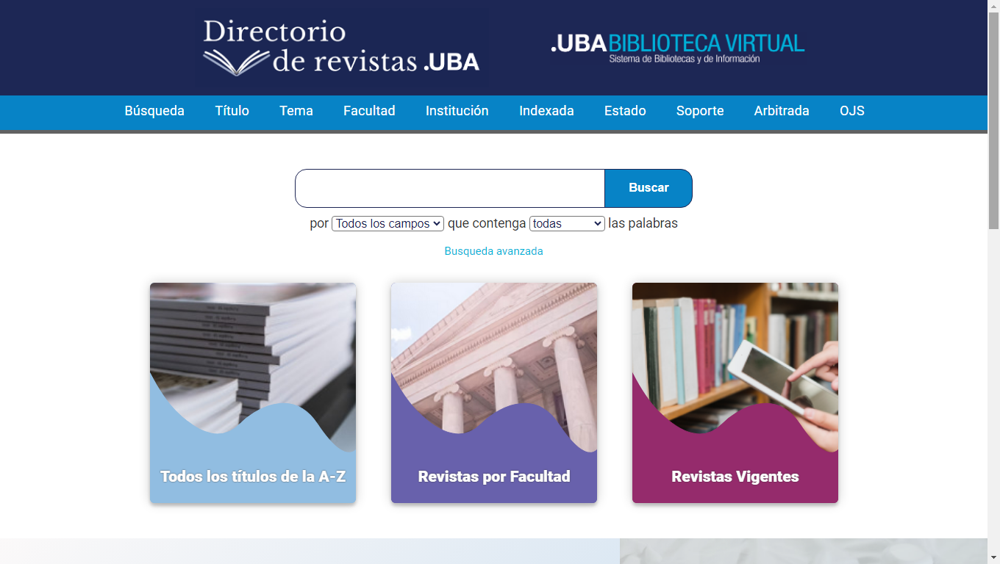 Directorio
de revistas .UBA
.UBA BIBLIOTECA VIRTUAL
Sistema de Bibliotecas y de Información
Búsqueda Título Tema Facultad Institución Indexada Estado Soporte Arbitrada OJS
Buscar
por Todos los campos que contenga todas las palabras
Busqueda avanzada
Todos los títulos de la A-Z
Revistas por Facultad
Revistas Vigentes